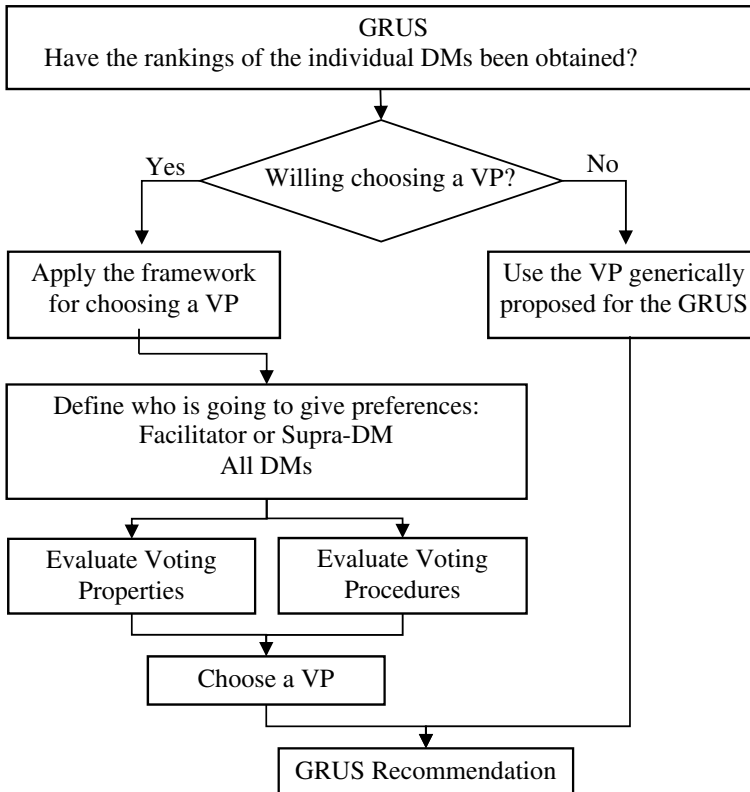 GRUS
Have the rankings of the individual DMs been obtained?
Yes
Willing choosing a VP?
No
Apply the framework
for choosing a VP
Use the VP generically
proposed for the GRUS
Define who is going to give preferences:
Facilitator or Supra-DM
All DMs
Evaluate Voting
Properties
Evaluate Voting
Procedures
Choose a VP
GRUS Recommendation